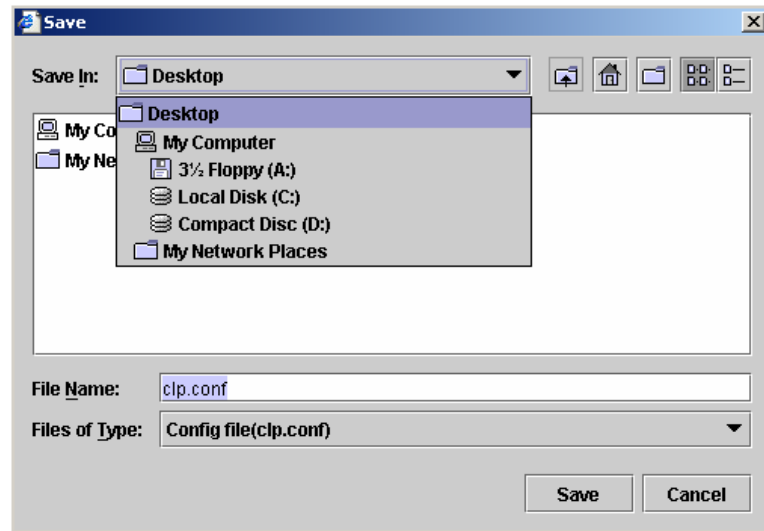 Save
Save In: Desktop
Desktop
My Computer
3½ Floppy (A:)
Local Disk (C:)
Compact Disc (D:)
My Network Places
My Co
My Ne
File Name: clp.conf
Files of Type: Config file(clp.conf)
Save Cancel